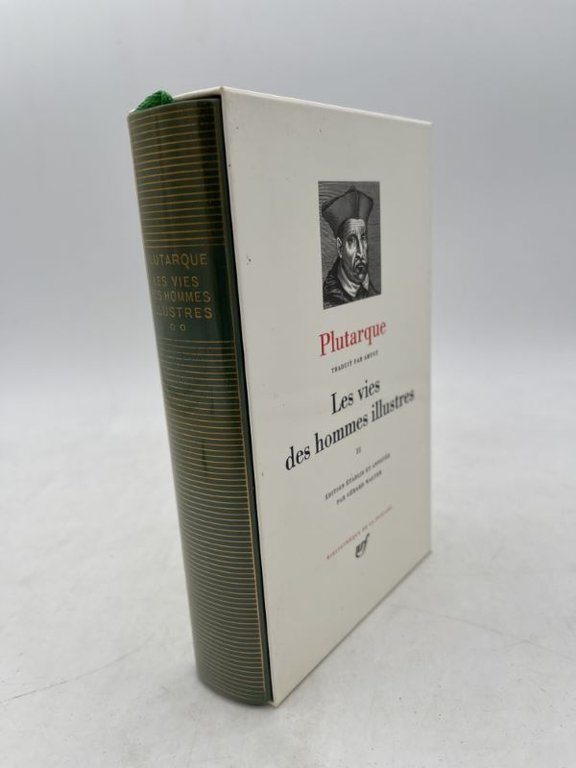 PLUTARQUE
LES VIES
DES HOMMES
ILLUSTRES
Plutarque
TRADUIT PAR AMYOT
Les vies
des hommes illustres
II
ÉDITION ÉTABLIE ET ANNOTÉE
PAR GÉRARD WALTER
BIBLIOTHÈQUE DE LA PLÉIADE
nrf